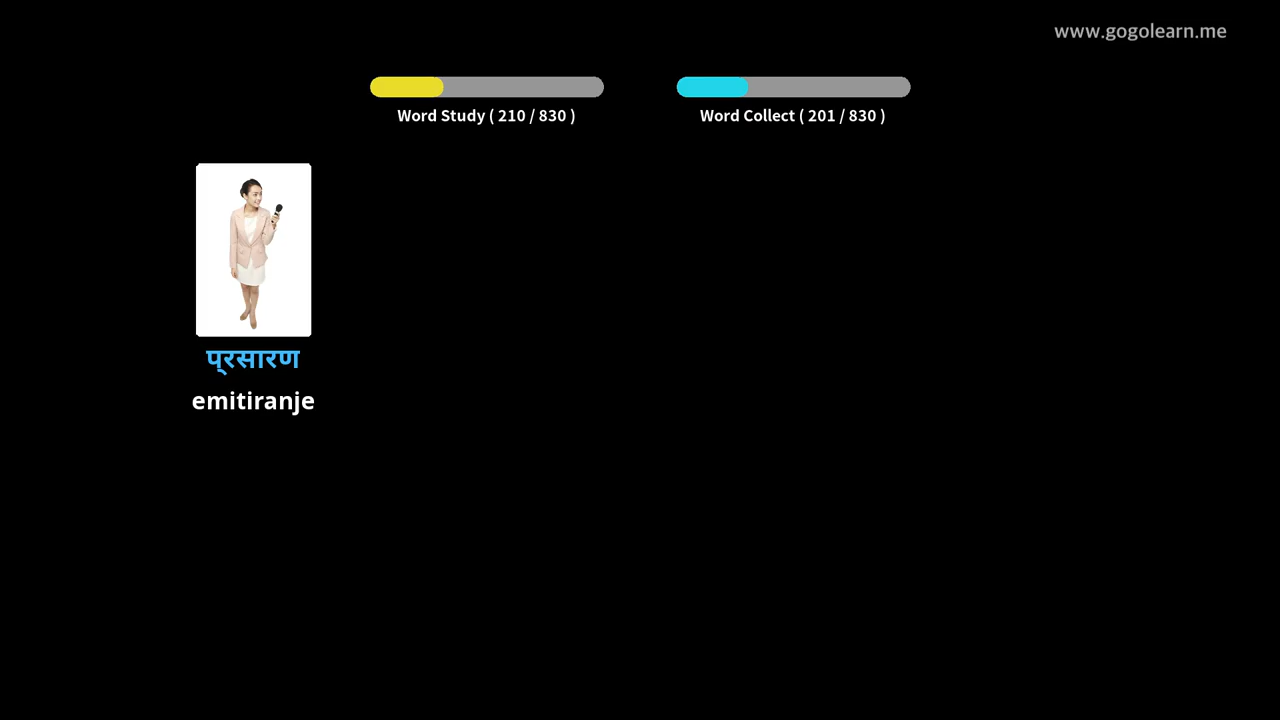 www.gogolearn.me
Word Study ( 210 / 830 )
Word Collect ( 201 / 830 )
प्रसारण
emitiranje